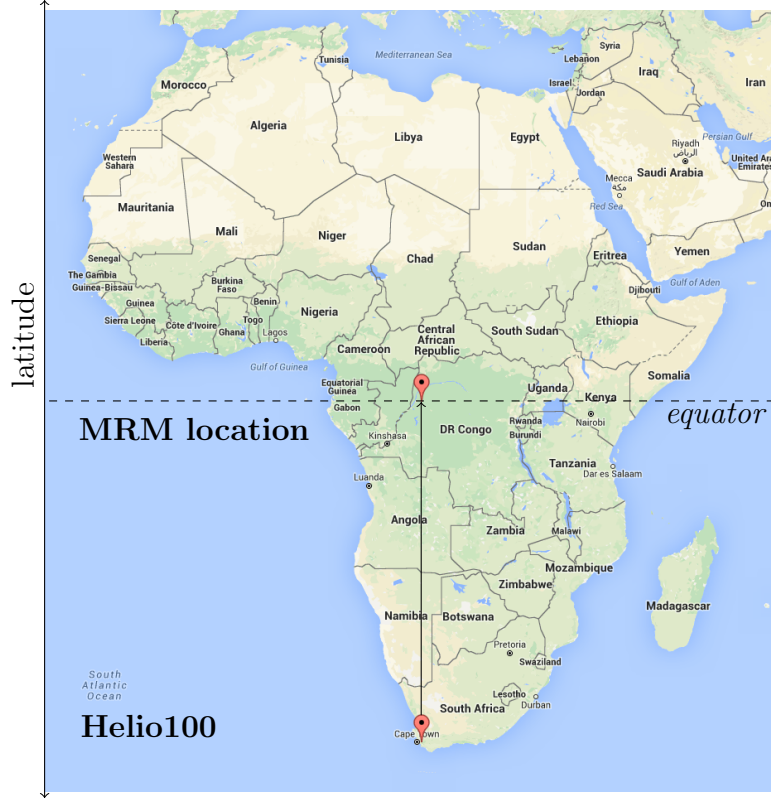 Mediterranean Sea
Syria
Lebanon
Iraq
Iran
Israel
Jordan
Tunisia
Morocco
Algeria
Libya
Egypt
Persian Gulf
Riyadh
الرياض
Western
Sahara
Mecca
مكة
Saudi Arabia
United Arab
Emirates
Mauritania
Mali
Niger
Red Sea
Om
Chad
Sudan
Eritrea
Yemen
Senegal
The Gambia
Guinea-Bissau
Burkina
Faso
Gulf of Aden
Djibouti
Guinea
Benin
Nigeria
Sierra Leone
Togo
Côte d'Ivoire
Ghana
Lagos
Liberia
Central
African
Republic
South Sudan
Ethiopia
Cameroon
Gulf of Guinea
Somalia
Equatorial
Guinea
Gabon
Uganda
Kenya
latitude
equator
MRM location
Kinshasa
DR Congo
Rwanda
Burundi
Nairobi
Tanzania
Dar es Salaam
Luanda
Angola
Zambia
Malawi
Mozambique
Zimbabwe
Madagascar
Namibia
Botswana
Pretoria
Swaziland
South
Atlantic
Ocean
Lesotho
Durban
South Africa
Helio100
Cape Town